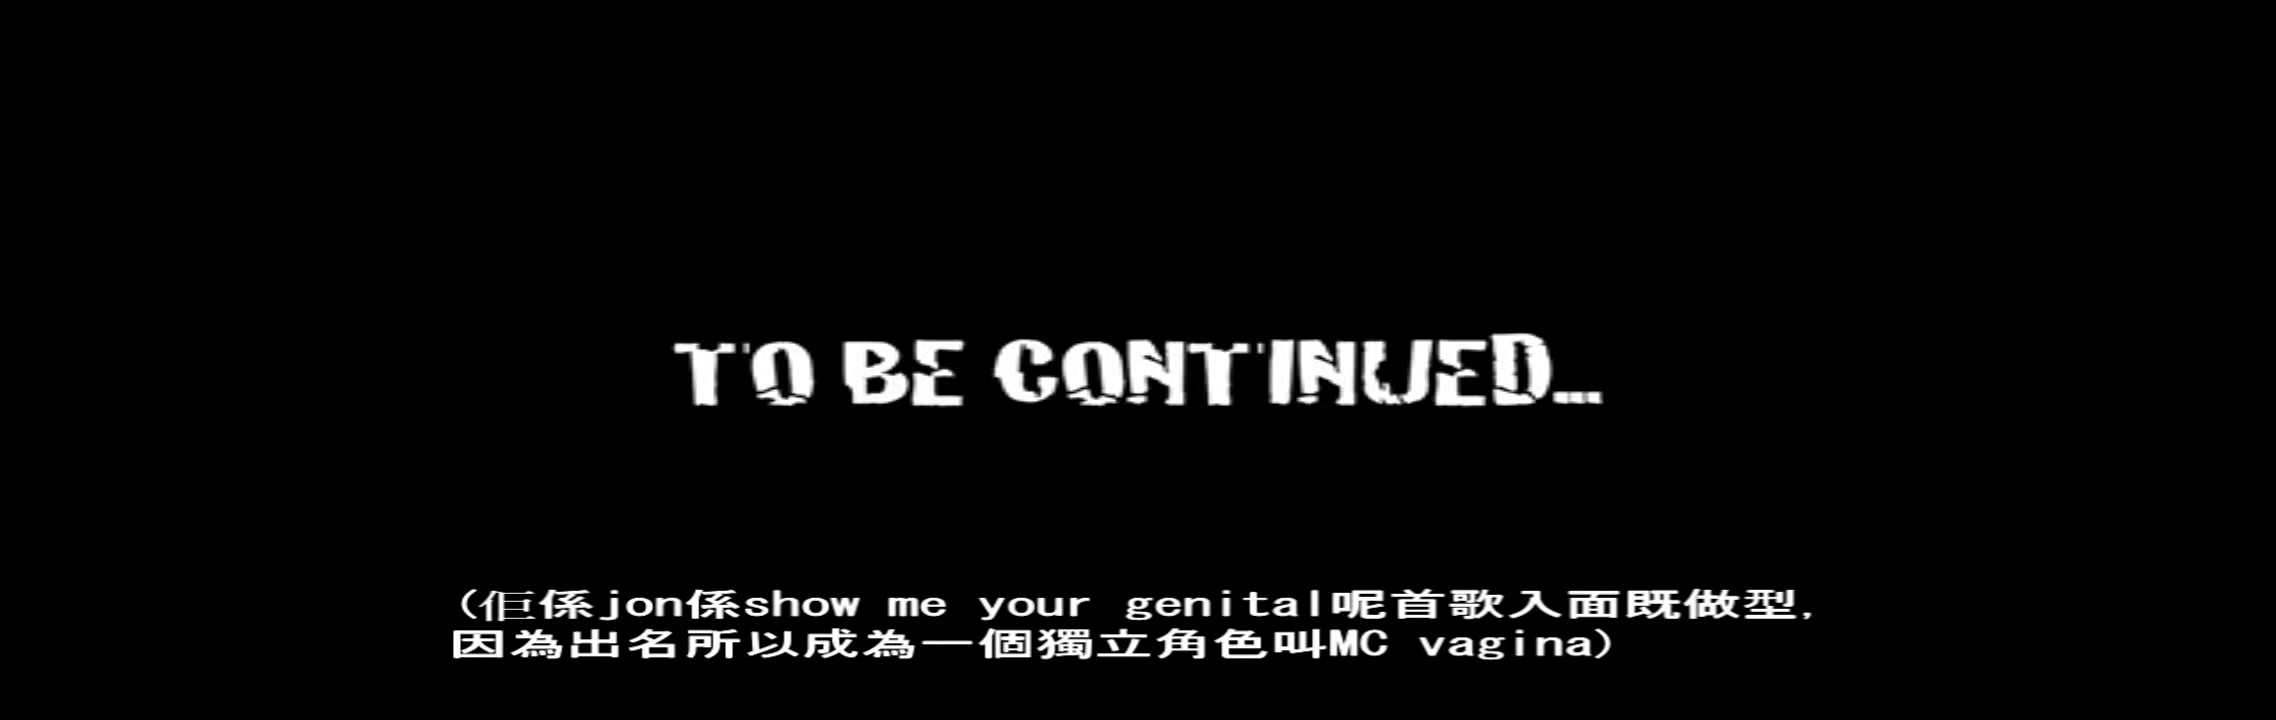 TO BE CONTINUED...
(佢係jon係show me your genital呢首歌入面既做型,
因為出名所以成為一個獨立角色叫MC vagina)